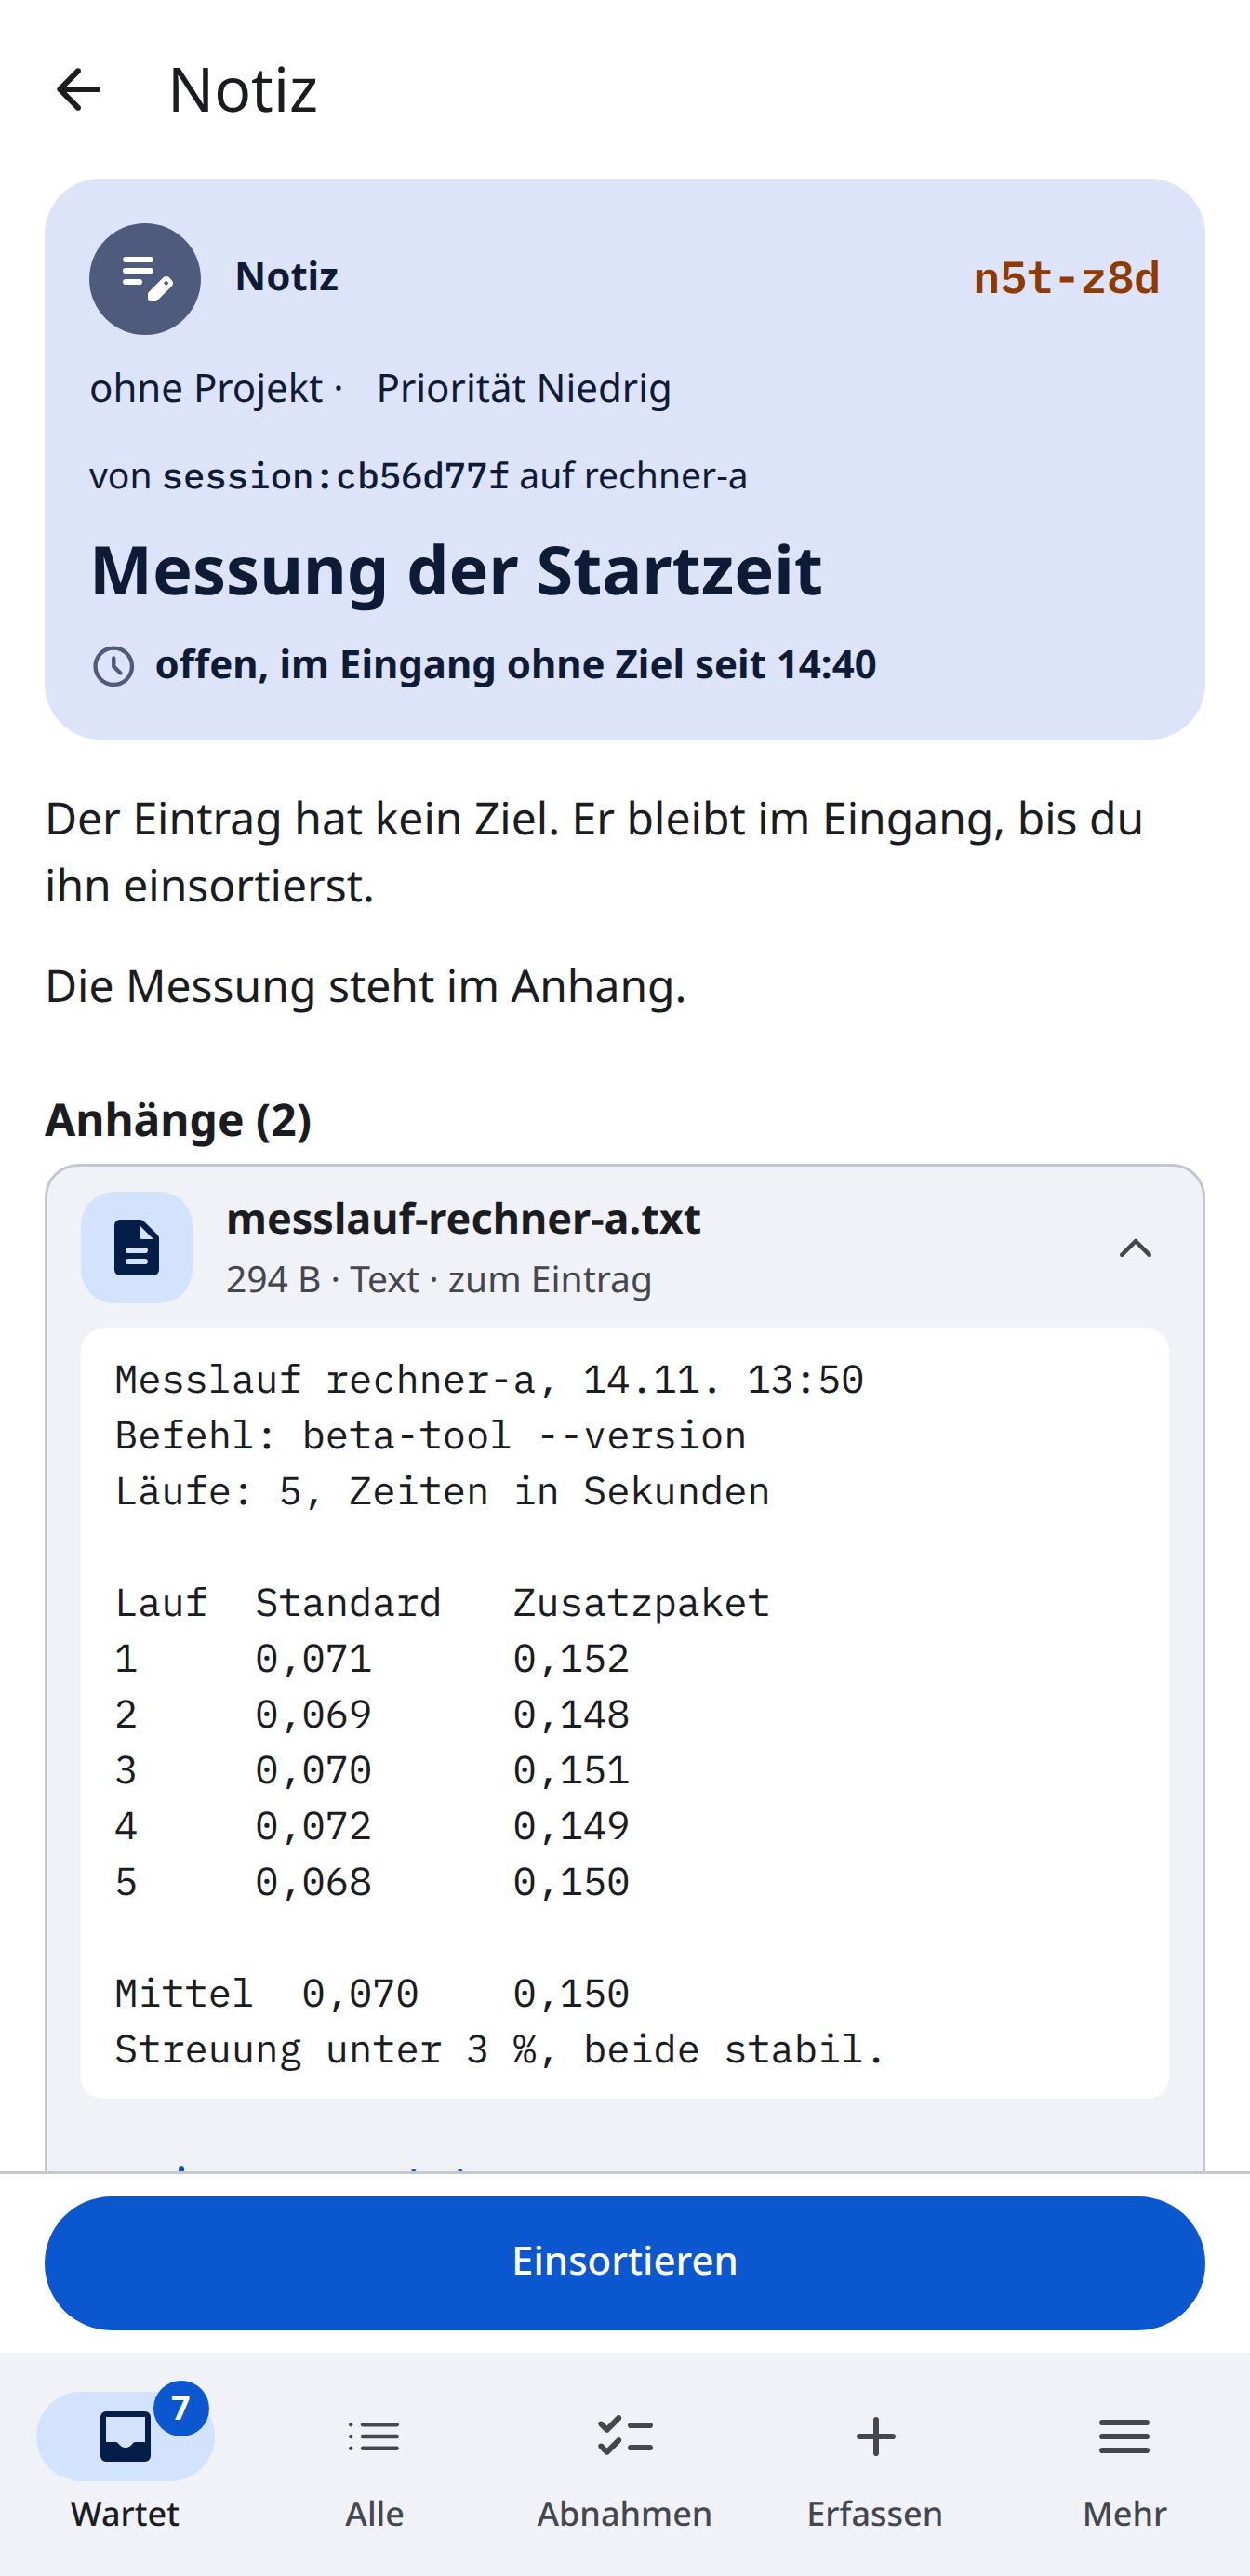 Notiz
Notiz
n5t-z8d
ohne Projekt · Priorität Niedrig
von session:cb56d77f auf rechner-a
Messung der Startzeit
offen, im Eingang ohne Ziel seit 14:40
Der Eintrag hat kein Ziel. Er bleibt im Eingang, bis du
ihn einsortierst.
Die Messung steht im Anhang.
Anhänge (2)
messlauf-rechner-a.txt
294 B · Text · zum Eintrag
Messlauf rechner-a, 14.11. 13:50
Befehl: beta-tool --version
Läufe: 5, Zeiten in Sekunden
Lauf  Standard   Zusatzpaket
1     0,071      0,152
2     0,069      0,148
3     0,070      0,151
4     0,072      0,149
5     0,068      0,150
Mittel  0,070    0,150
Streuung unter 3 %, beide stabil.
Einsortieren
7
Wartet
Alle
Abnahmen
Erfassen
Mehr